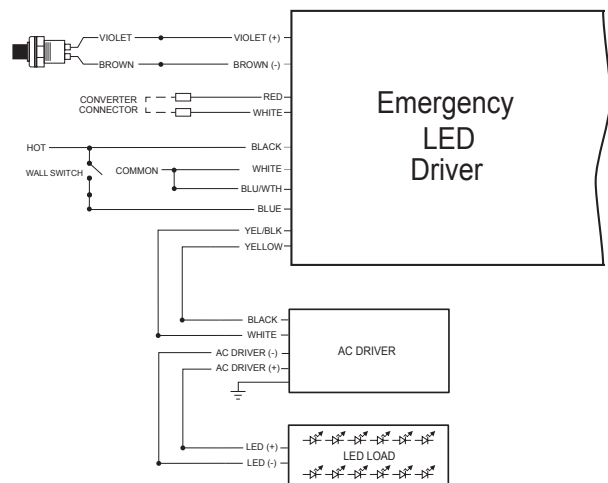 VIOLET VIOLET (+)
BROWN BROWN (-)
CONVERTER
CONNECTOR
RED
WHITE
Emergency
LED
Driver
HOT BLACK
WALL SWITCH
COMMON WHITE
BLU/WTH
BLUE
YEL/BLK
YELLOW
BLACK
WHITE
AC DRIVER (-)
AC DRIVER (+)
AC DRIVER
LED (+)
LED (-)
LED LOAD